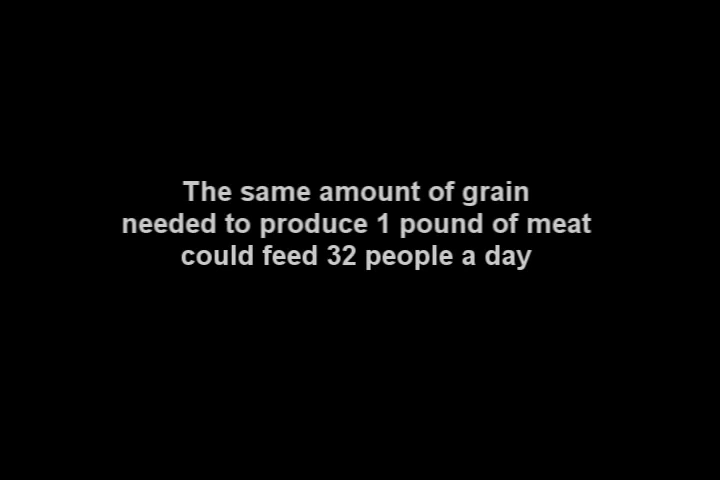 The same amount of grain
needed to produce 1 pound of meat
could feed 32 people a day